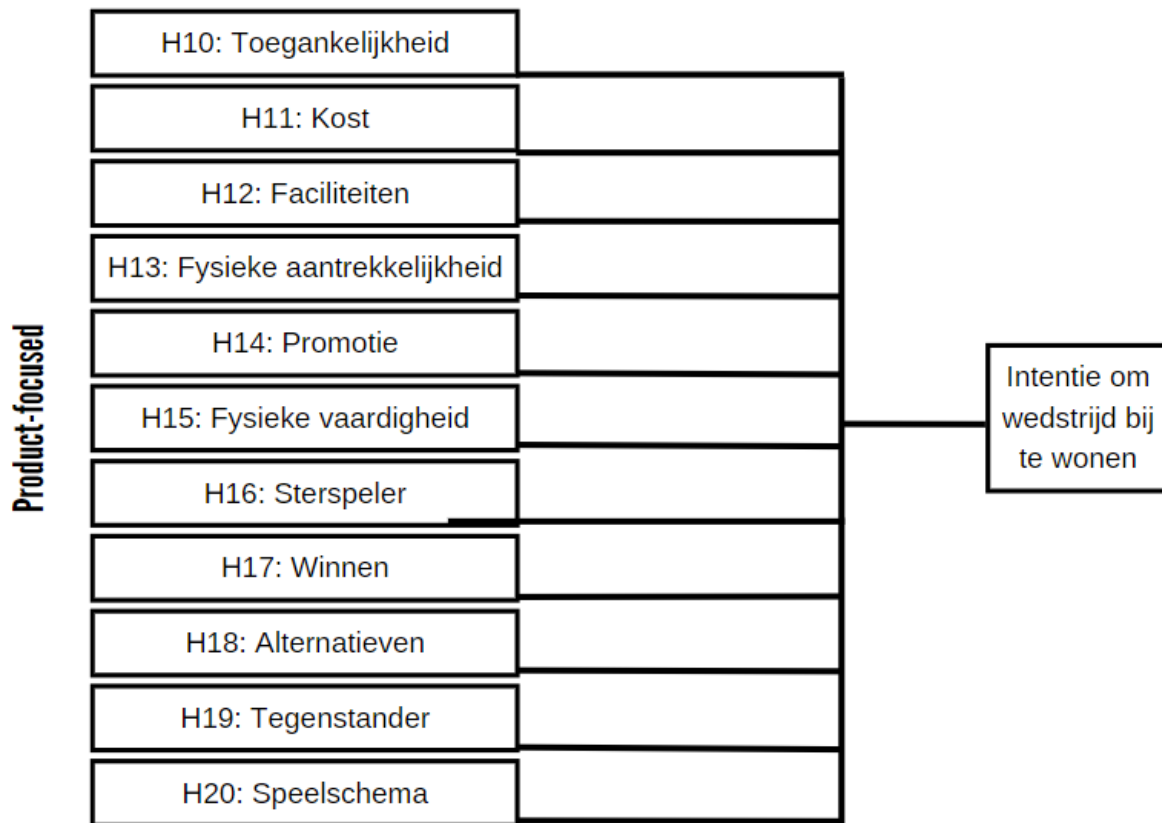 Product-focused
H10: Toegankelijkheid
H11: Kost
H12: Faciliteiten
H13: Fysieke aantrekkelijkheid
H14: Promotie
H15: Fysieke vaardigheid
H16: Sterspeler
H17: Winnen
H18: Alternatieven
H19: Tegenstander
H20: Speelschema
Intentie om
wedstrijd bij
te wonen